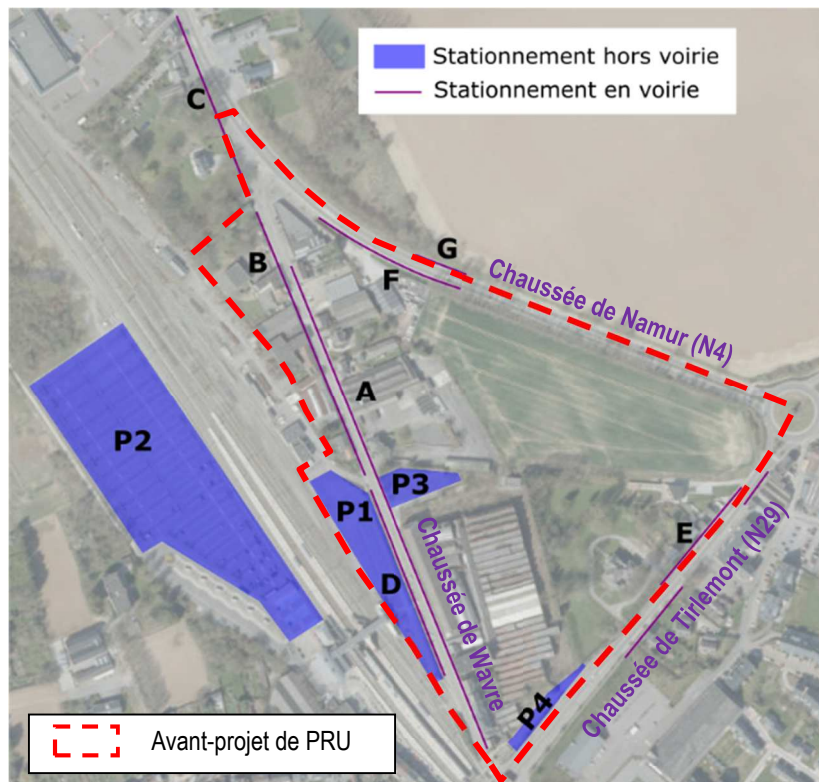 Stationnement hors voirie
Stationnement en voirie
C
B
G
F
Chaussée de Namur (N4)
A
P2
P3
P1
E
D
Chaussée de Wavre
Chaussée de Tirlemont (N29)
P4
Avant-projet de PRU